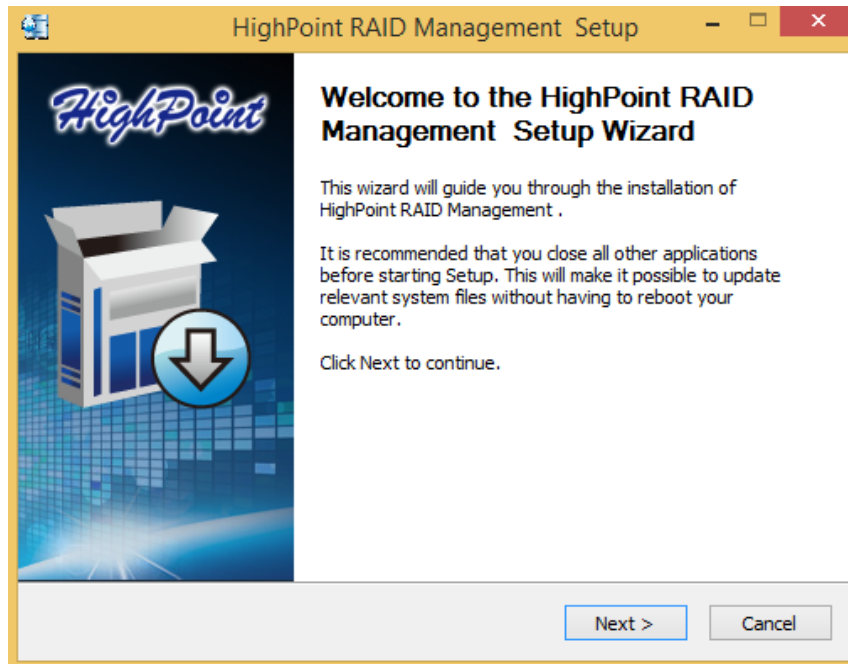 HighPoint RAID Management  Setup
HighPoint
Welcome to the HighPoint RAID
Management  Setup Wizard
This wizard will guide you through the installation of
HighPoint RAID Management .
It is recommended that you close all other applications
before starting Setup. This will make it possible to update
relevant system files without having to reboot your
computer.
Click Next to continue.
Next >
Cancel